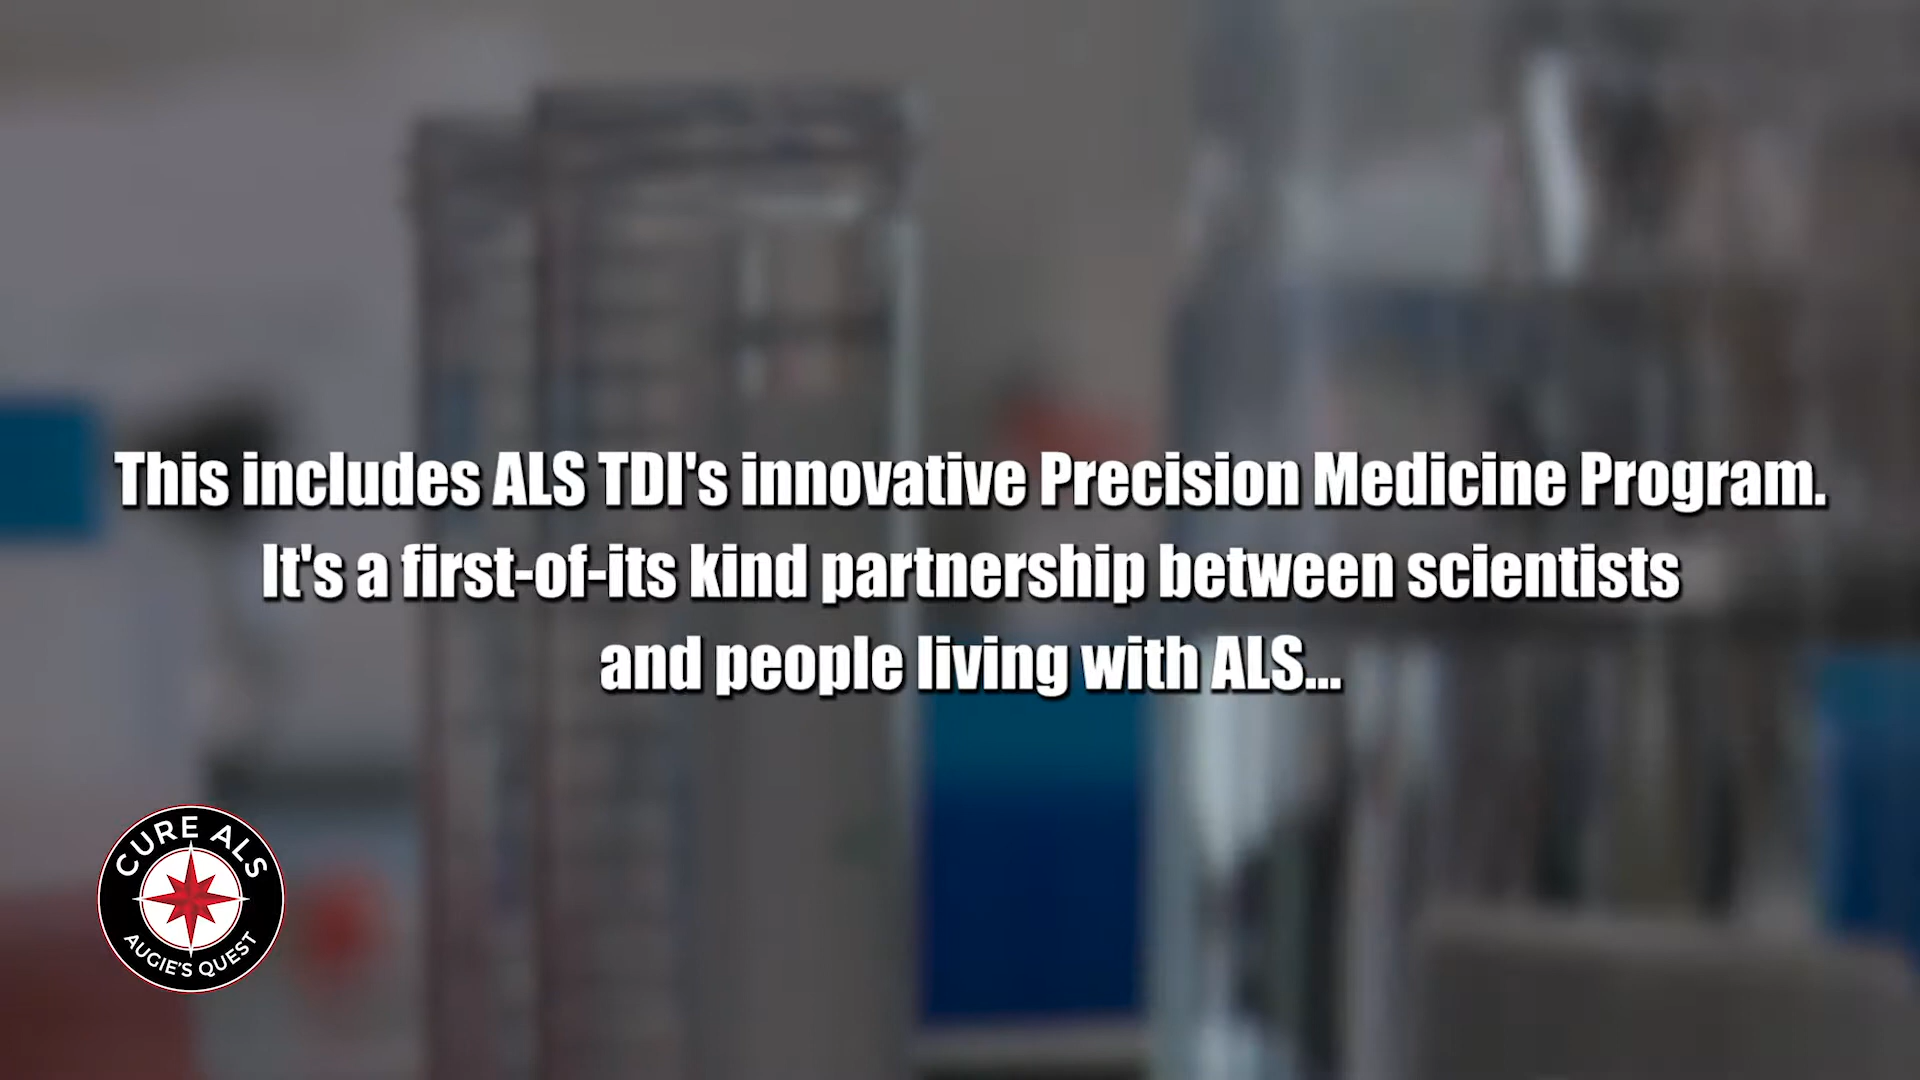 This includes ALS TDI's innovative Precision Medicine Program.
It's a first-of-its kind partnership between scientists
and people living with ALS...
CURE ALS
AUGIE'S QUEST